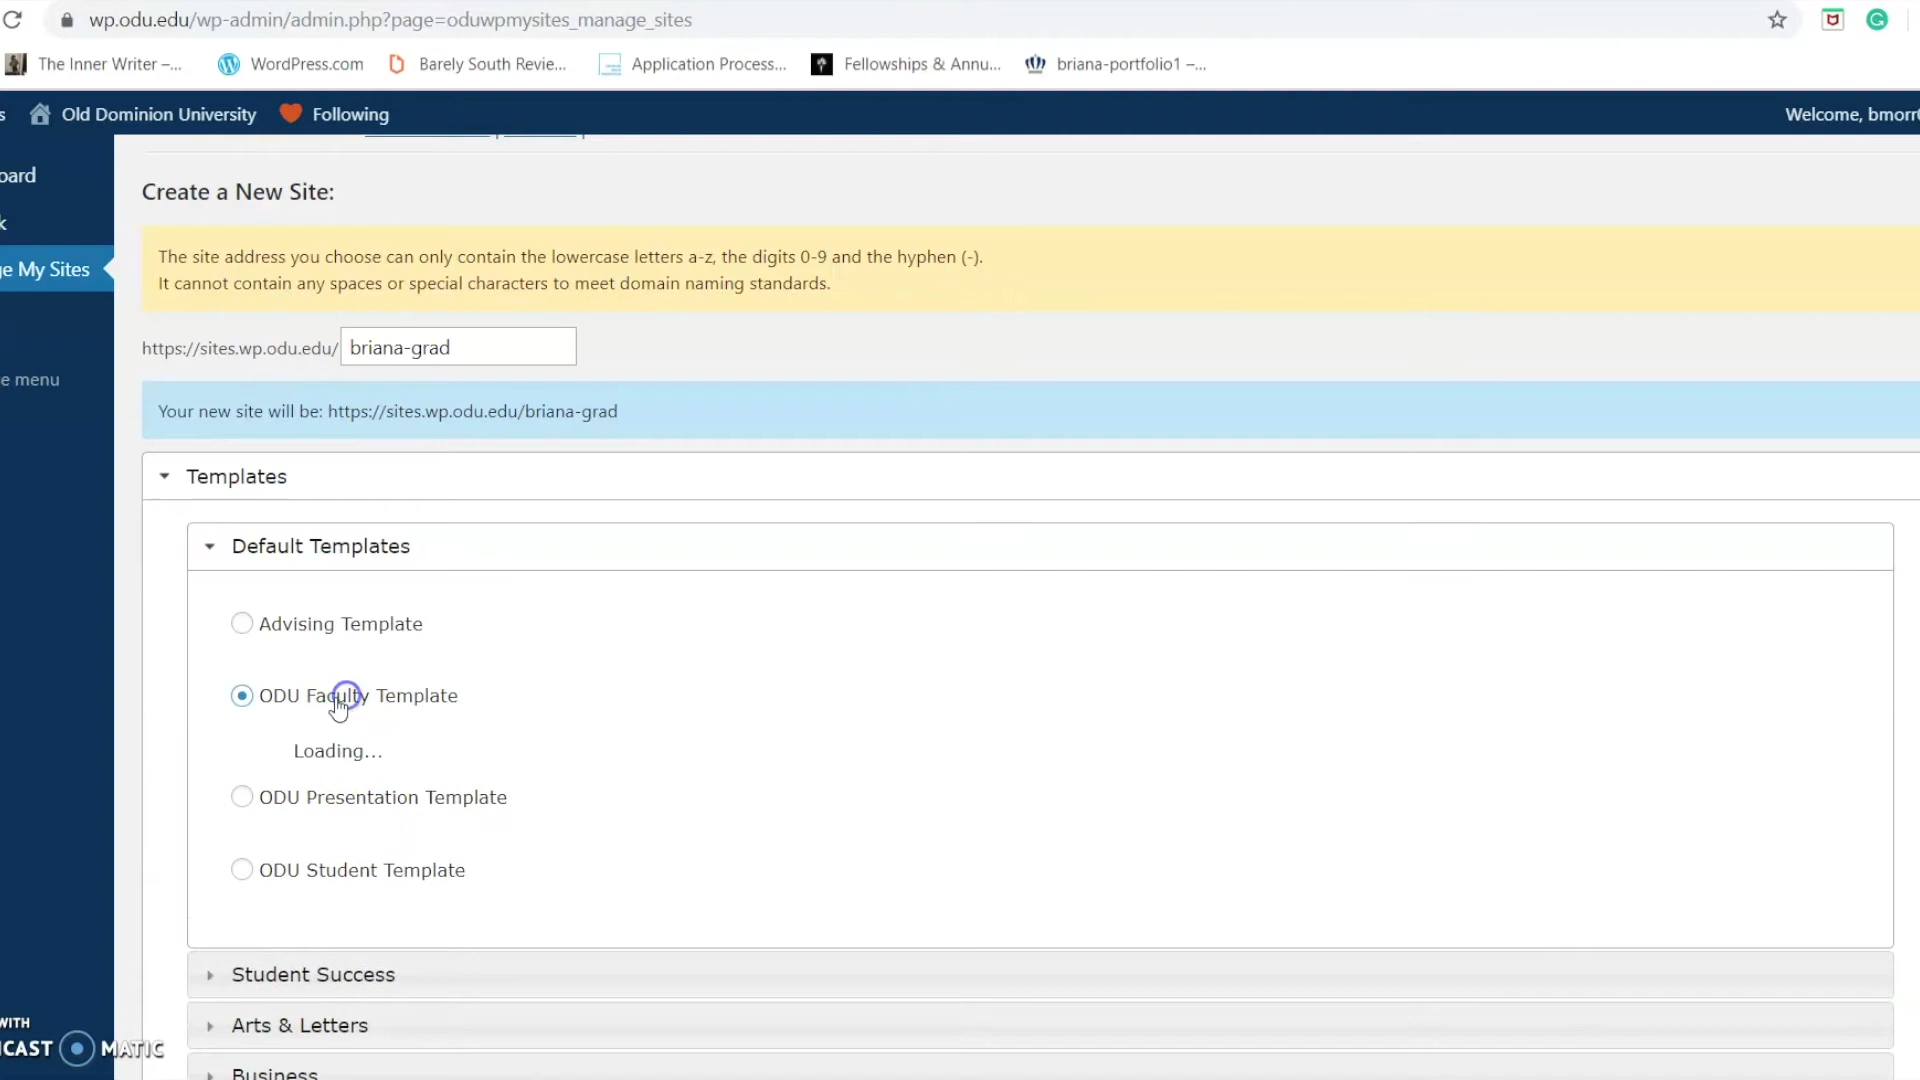 wp.odu.edu/wp-admin/admin.php?page=oduwpmysites_manage_sites
The Inner Writer –... WordPress.com Barely South Revie... Application Process... Fellowships & Annu... briana-portfolio1 –...
s Old Dominion University Following Welcome, bmorr
oard
k
ge My Sites
e menu
Create a New Site:
The site address you choose can only contain the lowercase letters a-z, the digits 0-9 and the hyphen (-).
It cannot contain any spaces or special characters to meet domain naming standards.
https://sites.wp.odu.edu/ briana-grad
Your new site will be: https://sites.wp.odu.edu/briana-grad
Templates
Default Templates
Advising Template
ODU Faculty Template
Loading...
ODU Presentation Template
ODU Student Template
Student Success
Arts & Letters
Business
WITH
CAST MATIC